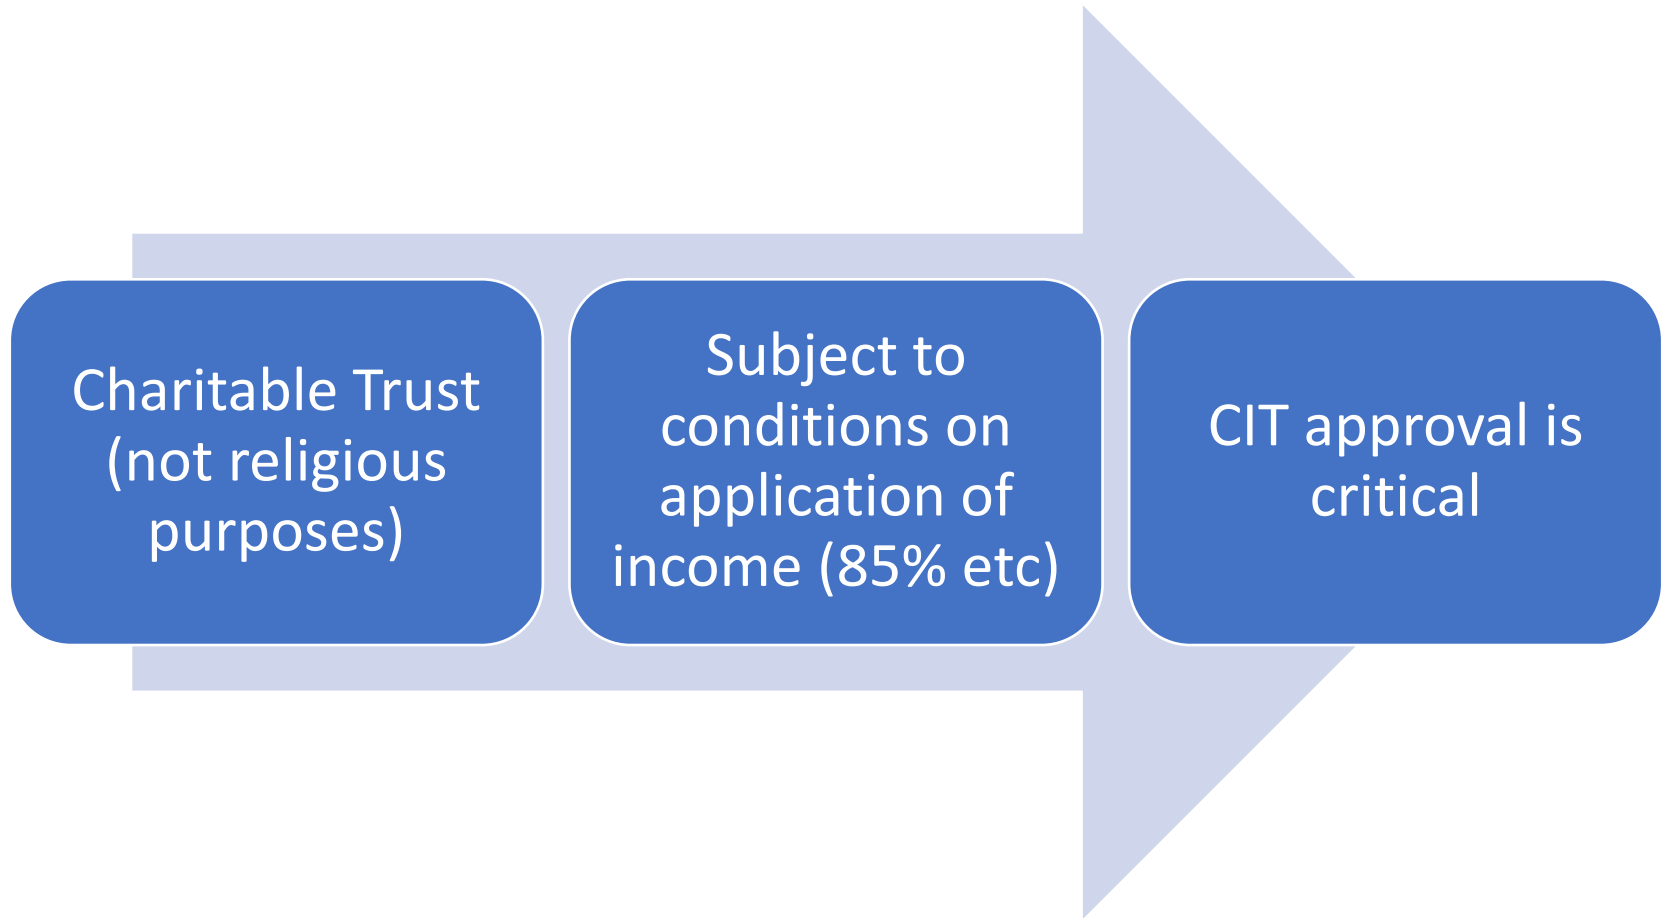 Charitable Trust
(not religious
purposes)
Subject to
conditions on
application of
income (85% etc)
CIT approval is
critical